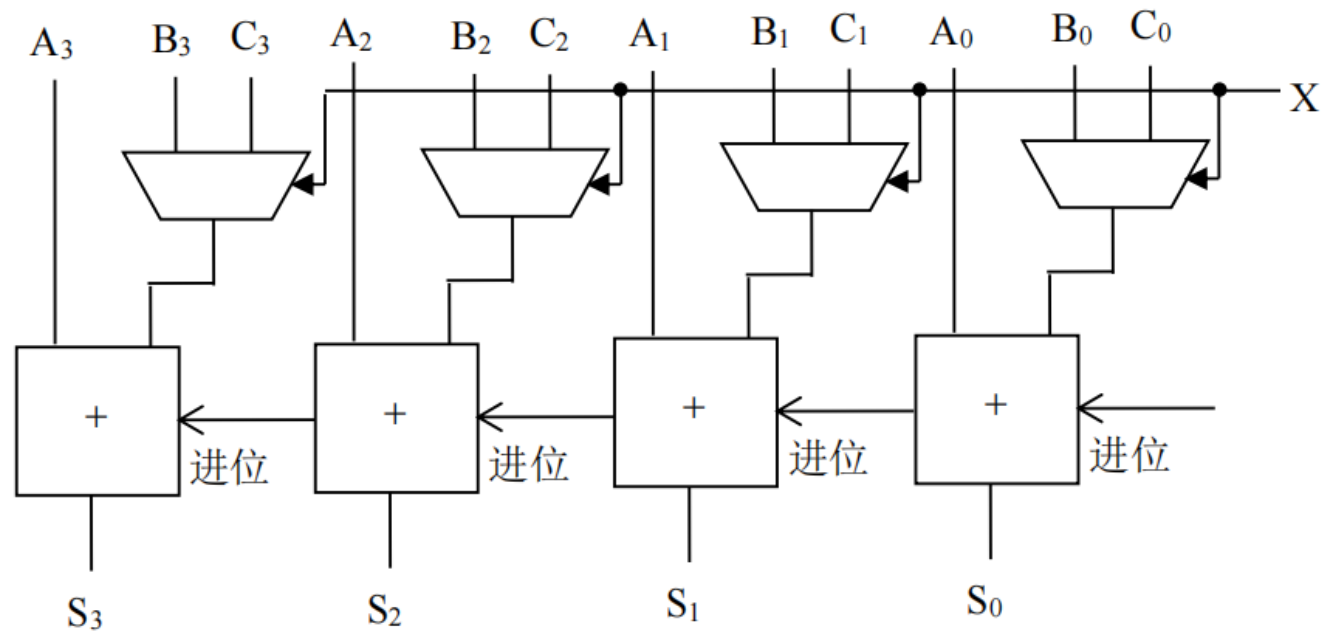 A₃ B₃ C₃ A₂ B₂ C₂ A₁ B₁ C₁ A₀ B₀ C₀
X
+ + + +
进位 进位 进位 进位
S₃ S₂ S₁ S₀